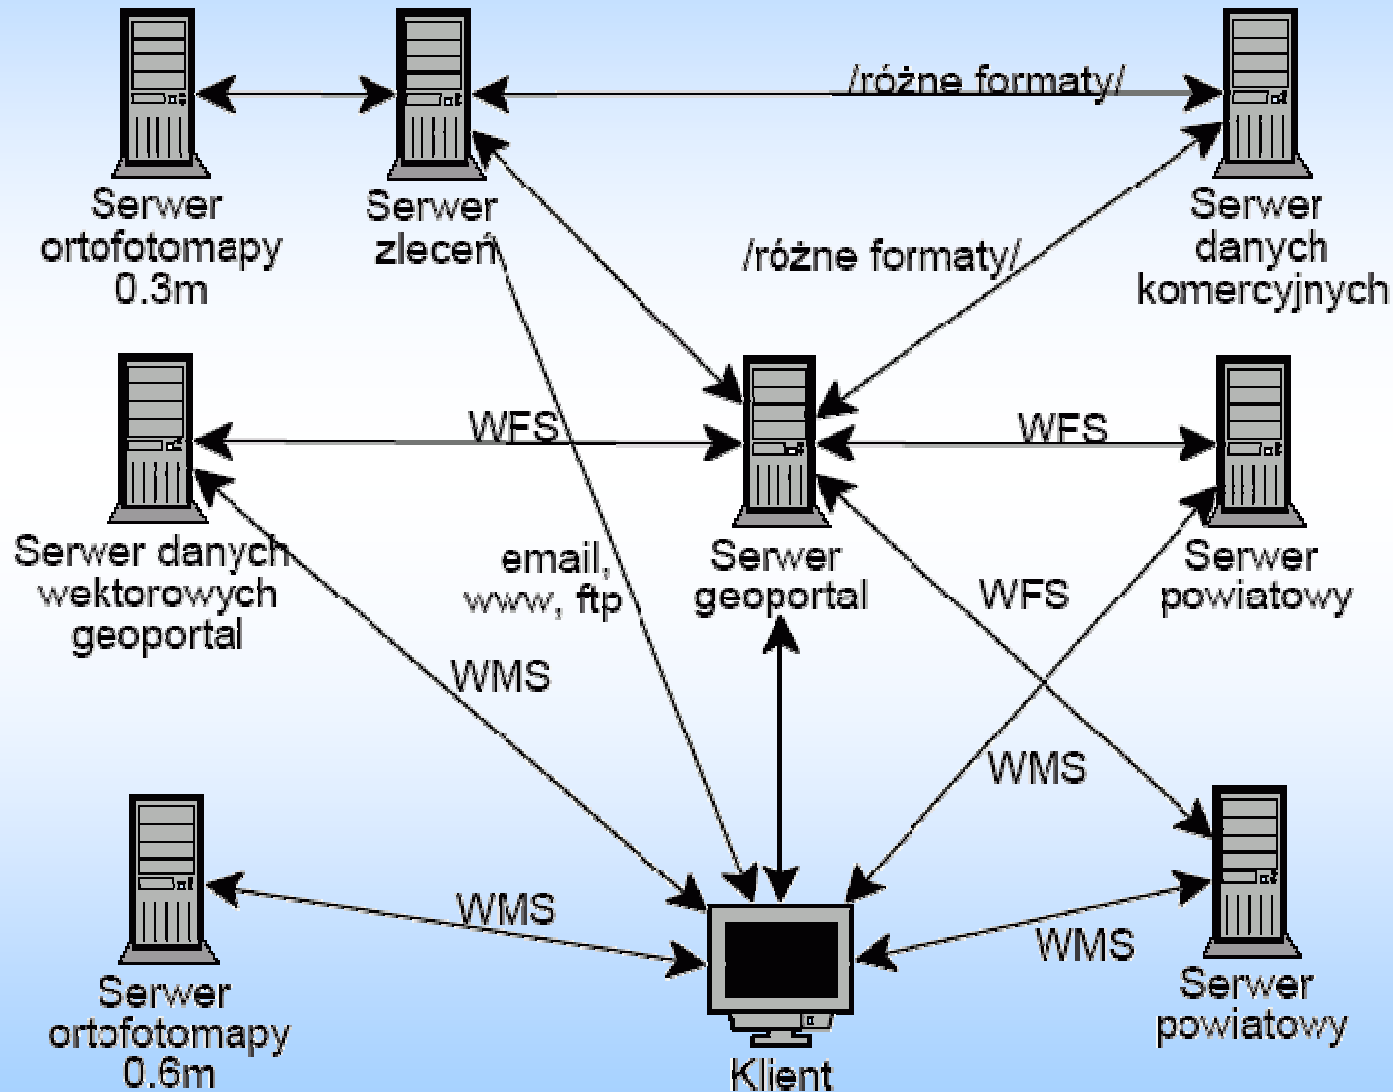 /różne formaty/
Serwer
ortofotomapy
0.3m
Serwer
zleceń
Serwer
danych
komercyjnych
/różne formaty/
WFS
WFS
Serwer danych
wektorowych
geoportal
email,
www, ftp
Serwer
geoportal
Serwer
powiatowy
WFS
WMS
WMS
WMS
WMS
Serwer
ortofotomapy
0.6m
Klient
Serwer
powiatowy